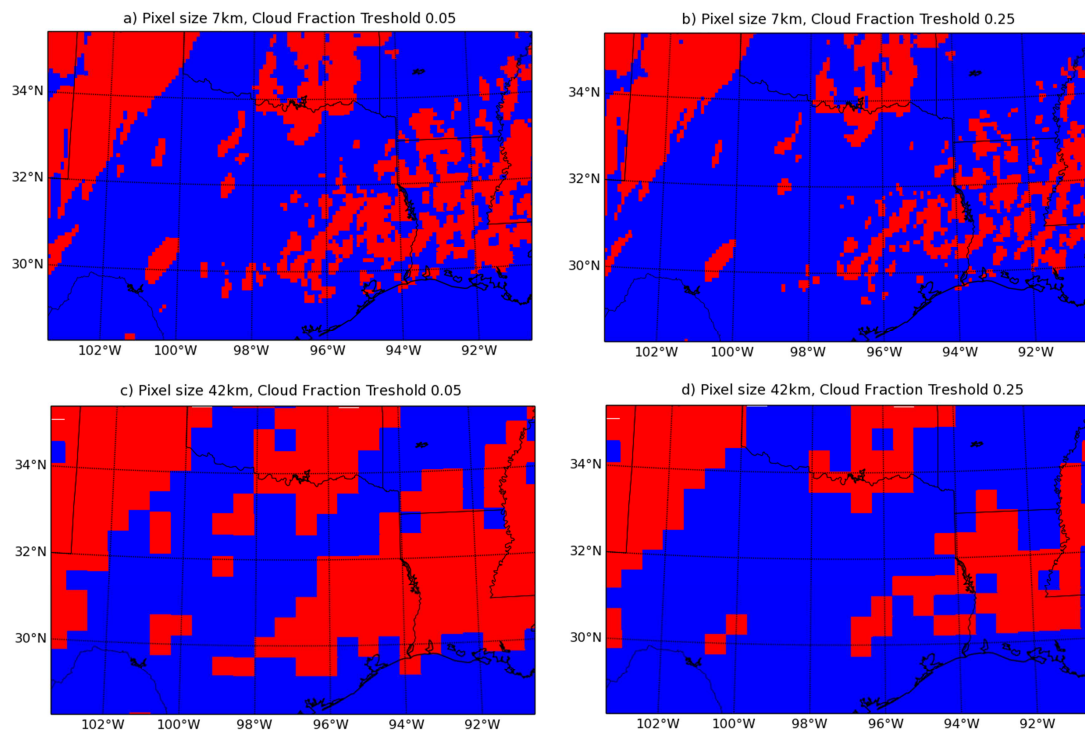 a) Pixel size 7km, Cloud Fraction Treshold 0.05
34°N
32°N
30°N
102°W 100°W 98°W 96°W 94°W 92°W
b) Pixel size 7km, Cloud Fraction Treshold 0.25
34°N
32°N
30°N
102°W 100°W 98°W 96°W 94°W 92°W
c) Pixel size 42km, Cloud Fraction Treshold 0.05
34°N
32°N
30°N
102°W 100°W 98°W 96°W 94°W 92°W
d) Pixel size 42km, Cloud Fraction Treshold 0.25
34°N
32°N
30°N
102°W 100°W 98°W 96°W 94°W 92°W